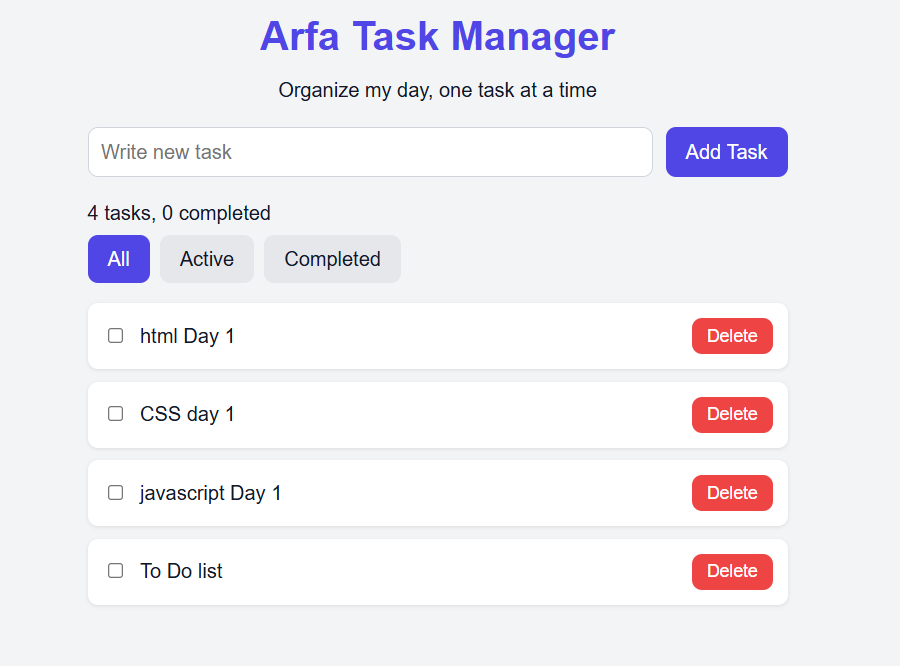 Arfa Task Manager
Organize my day, one task at a time
Write new task
Add Task
4 tasks, 0 completed
All
Active
Completed
html Day 1
Delete
CSS day 1
Delete
javascript Day 1
Delete
To Do list
Delete